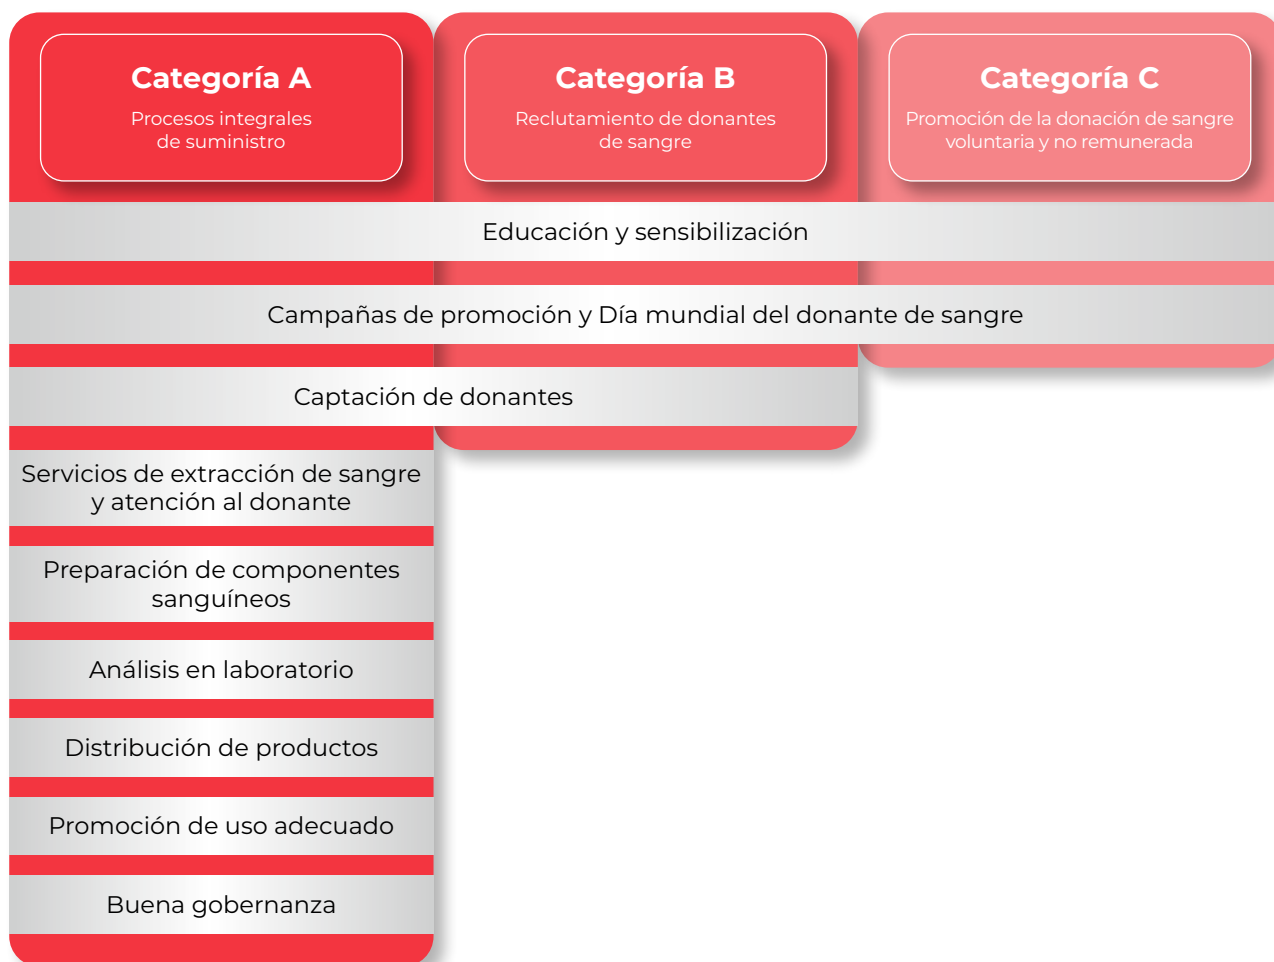 Categoría A
Procesos integrales
de suministro
Categoría B
Reclutamiento de donantes
de sangre
Categoría C
Promoción de la donación de sangre
voluntaria y no remunerada
Educación y sensibilización
Campañas de promoción y Día mundial del donante de sangre
Captación de donantes
Servicios de extracción de sangre
y atención al donante
Preparación de componentes
sanguíneos
Análisis en laboratorio
Distribución de productos
Promoción de uso adecuado
Buena gobernanza